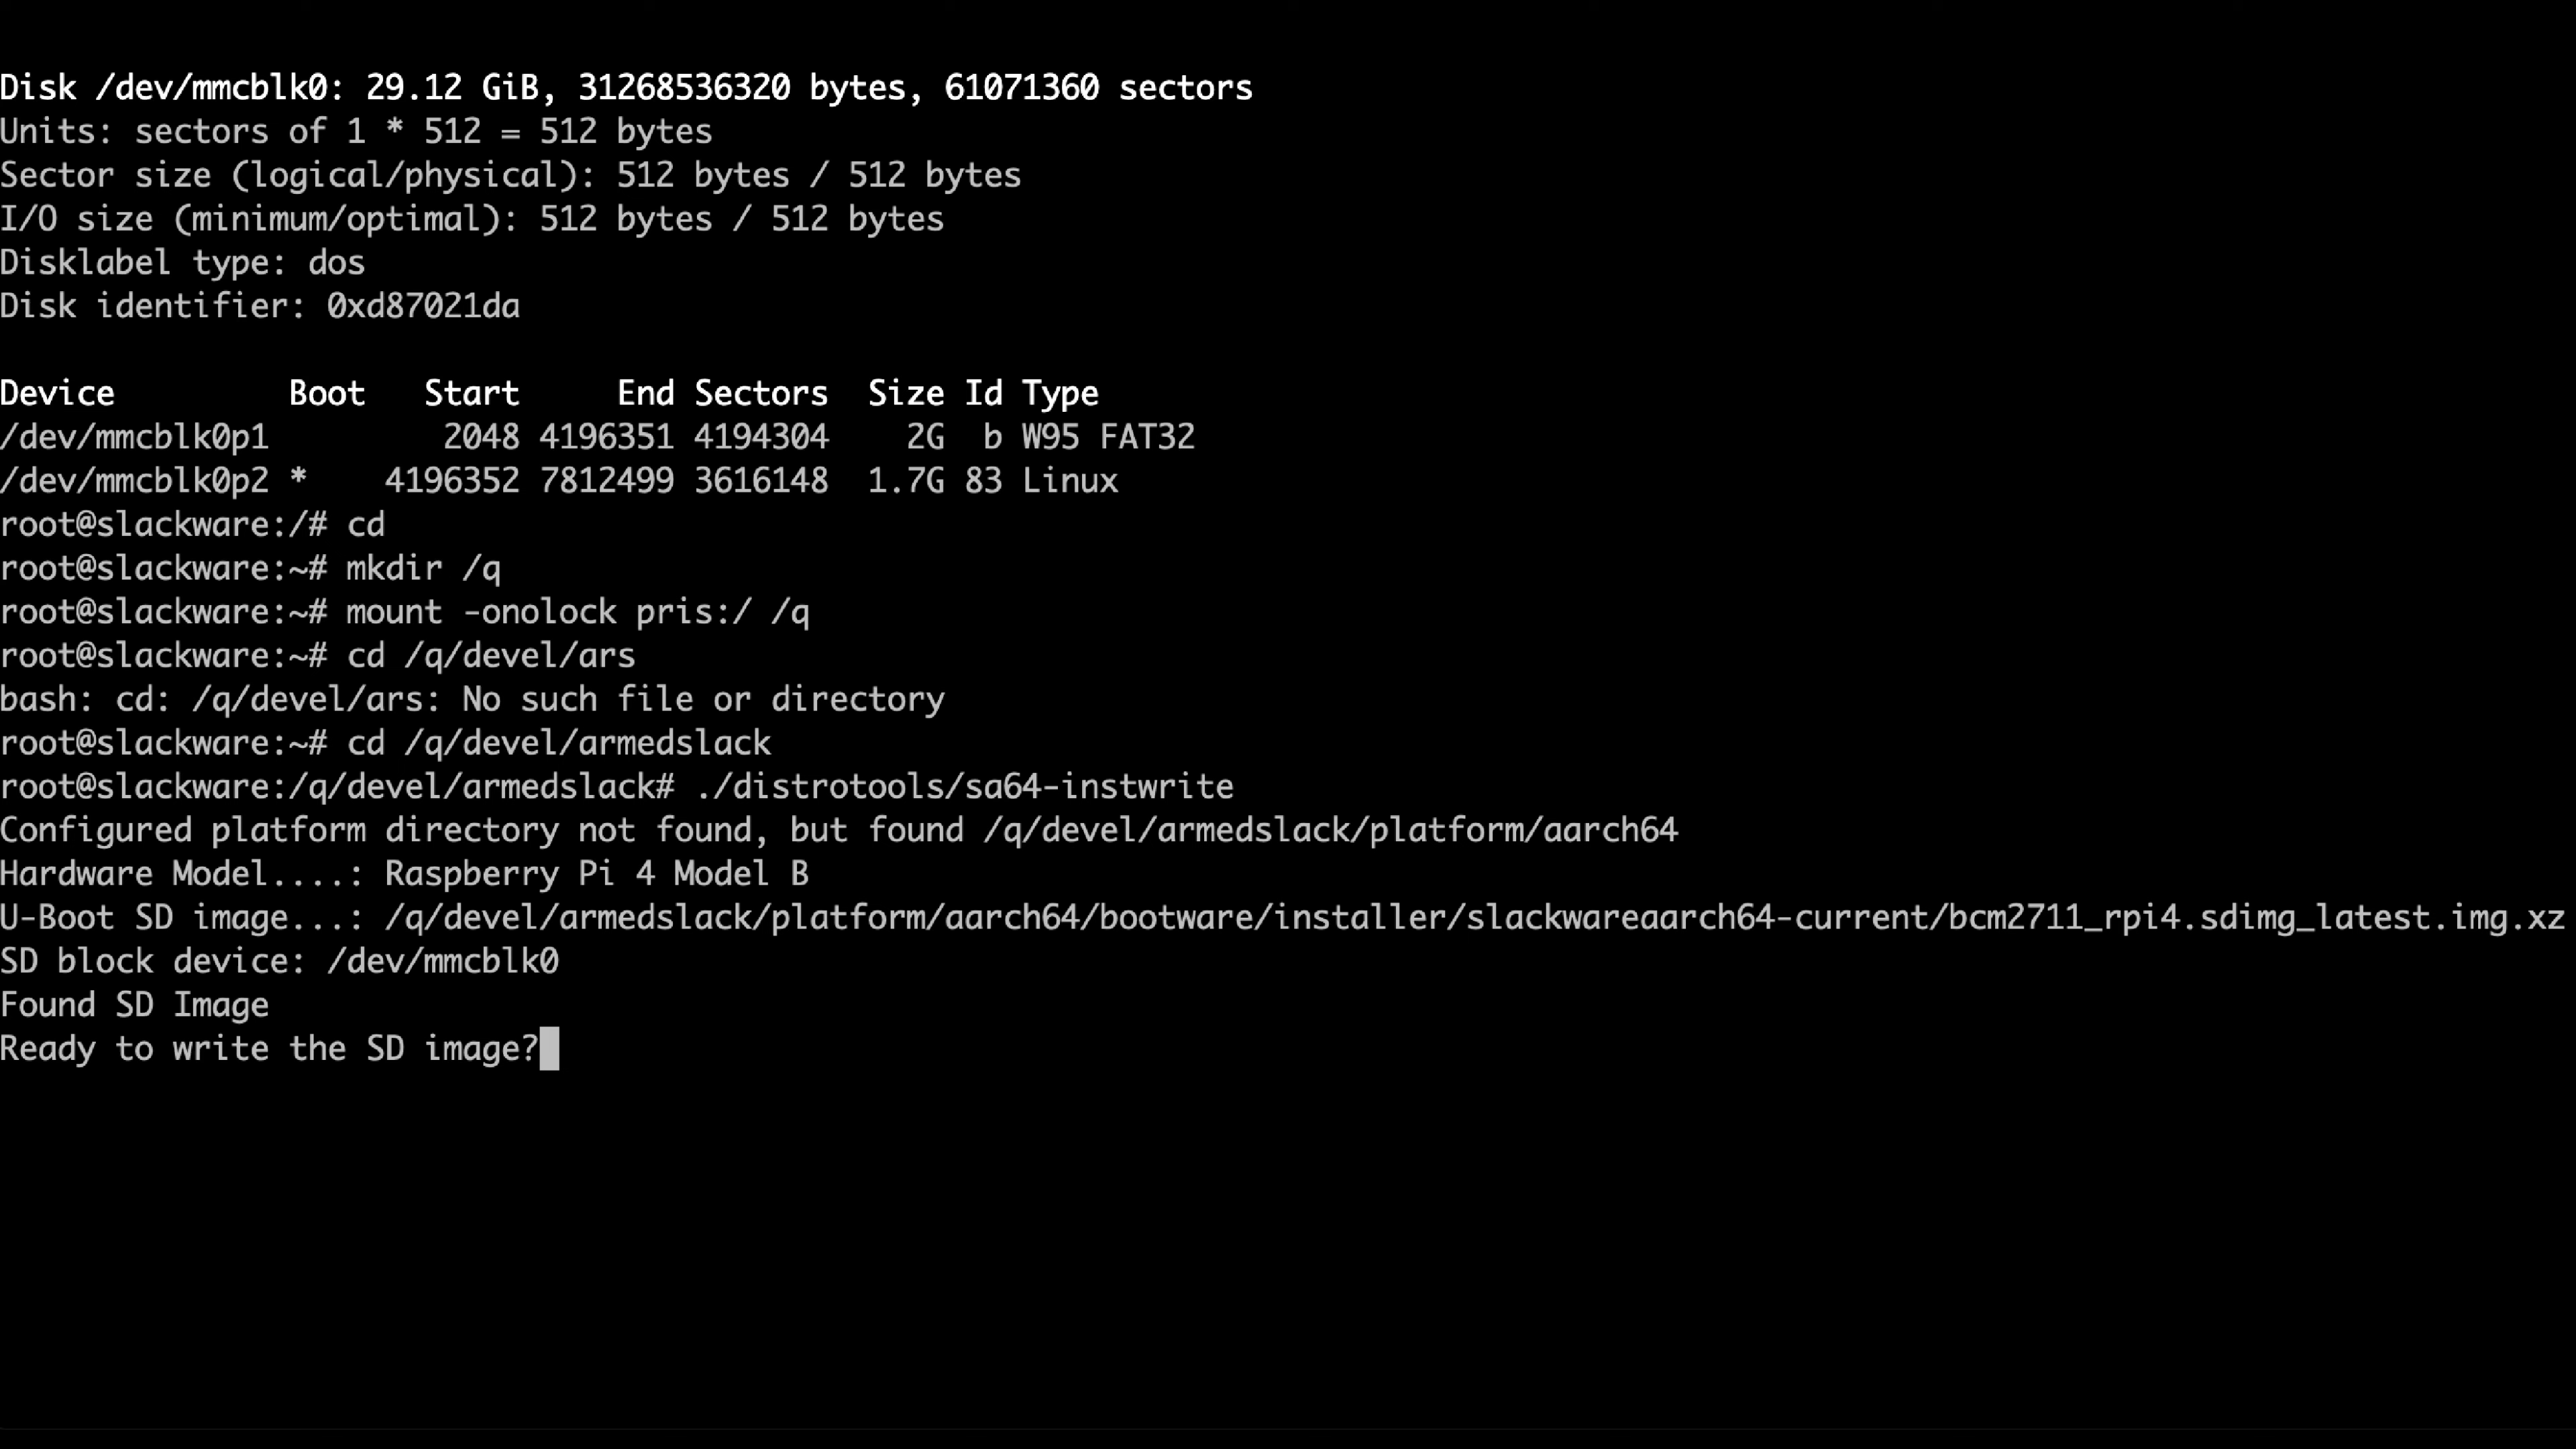 Disk /dev/mmcblk0: 29.12 GiB, 31268536320 bytes, 61071360 sectors
Units: sectors of 1 * 512 = 512 bytes
Sector size (logical/physical): 512 bytes / 512 bytes
I/O size (minimum/optimal): 512 bytes / 512 bytes
Disklabel type: dos
Disk identifier: 0xd87021da
Device         Boot   Start     End Sectors  Size Id Type
/dev/mmcblk0p1         2048 4196351 4194304    2G  b W95 FAT32
/dev/mmcblk0p2 *    4196352 7812499 3616148  1.7G 83 Linux
root@slackware:/# cd
root@slackware:~# mkdir /q
root@slackware:~# mount -onolock pris:/ /q
root@slackware:~# cd /q/devel/ars
bash: cd: /q/devel/ars: No such file or directory
root@slackware:~# cd /q/devel/armedslack
root@slackware:/q/devel/armedslack# ./distrotools/sa64-instwrite
Configured platform directory not found, but found /q/devel/armedslack/platform/aarch64
Hardware Model....: Raspberry Pi 4 Model B
U-Boot SD image...: /q/devel/armedslack/platform/aarch64/bootware/installer/slackwareaarch64-current/bcm2711_rpi4.sdimg_latest.img.xz
SD block device: /dev/mmcblk0
Found SD Image
Ready to write the SD image?